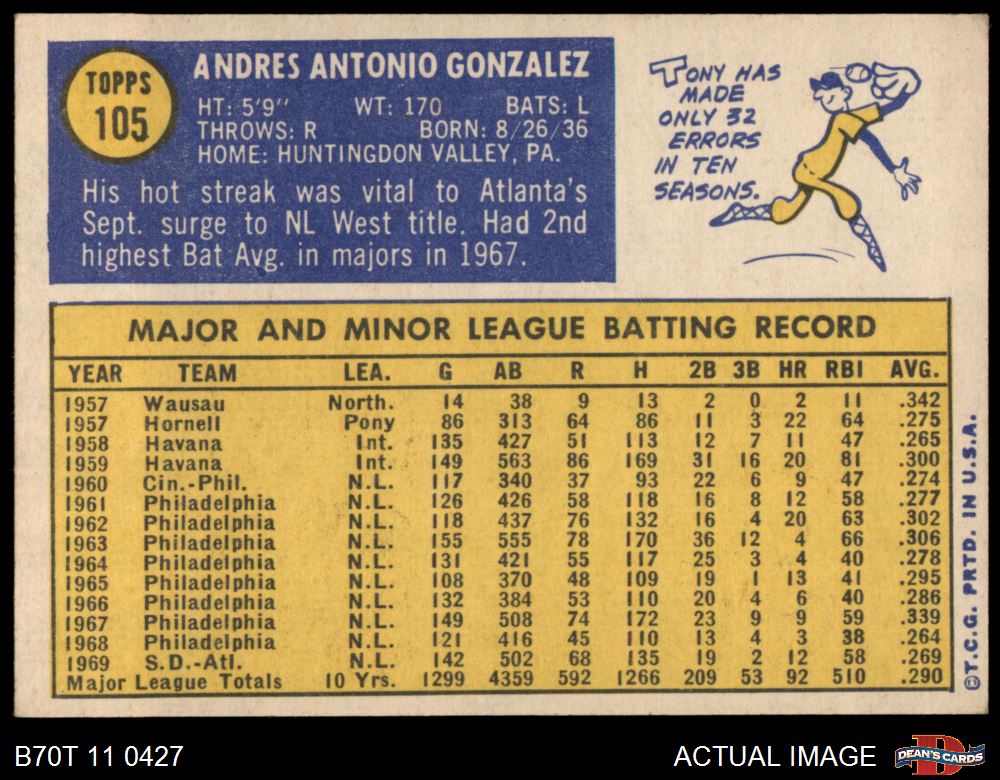 TOPPS
105
ANDRES ANTONIO GONZALEZ
HT: 5'9" WT: 170 BATS: L
THROWS: R BORN: 8/26/36
HOME: HUNTINGDON VALLEY, PA.
His hot streak was vital to Atlanta's
Sept. surge to NL West title. Had 2nd
highest Bat Avg. in majors in 1967.
TONY HAS
MADE
ONLY 32
ERRORS
IN TEN
SEASONS.
MAJOR AND MINOR LEAGUE BATTING RECORD
YEAR TEAM LEA. G AB R H 2B 3B HR RBI AVG.
1957 Wausau North. 14 38 9 13 2 0 2 11 .342
1957 Hornell Pony 86 313 64 86 11 3 22 64 .275
1958 Havana Int. 135 427 51 113 12 7 11 47 .265
1959 Havana Int. 149 563 86 169 31 16 20 81 .300
1960 Cin.-Phil. N.L. 117 340 37 93 22 6 9 47 .274
1961 Philadelphia N.L. 126 426 58 118 16 8 12 58 .277
1962 Philadelphia N.L. 118 437 76 132 16 4 20 63 .302
1963 Philadelphia N.L. 155 555 78 170 36 12 4 66 .306
1964 Philadelphia N.L. 131 421 55 117 25 3 4 40 .278
1965 Philadelphia N.L. 108 370 48 109 19 1 13 41 .295
1966 Philadelphia N.L. 132 384 53 110 20 4 6 40 .286
1967 Philadelphia N.L. 149 508 74 172 23 9 9 59 .339
1968 Philadelphia N.L. 121 416 45 110 13 4 3 38 .264
1969 S.D.-Atl. N.L. 142 502 68 135 19 2 12 58 .269
Major League Totals 10 Yrs. 1299 4359 592 1266 209 53 92 510 .290
©T.C.G. PRTD. IN U.S.A.
B70T 11 0427
ACTUAL IMAGE
D
DEAN'S CARDS